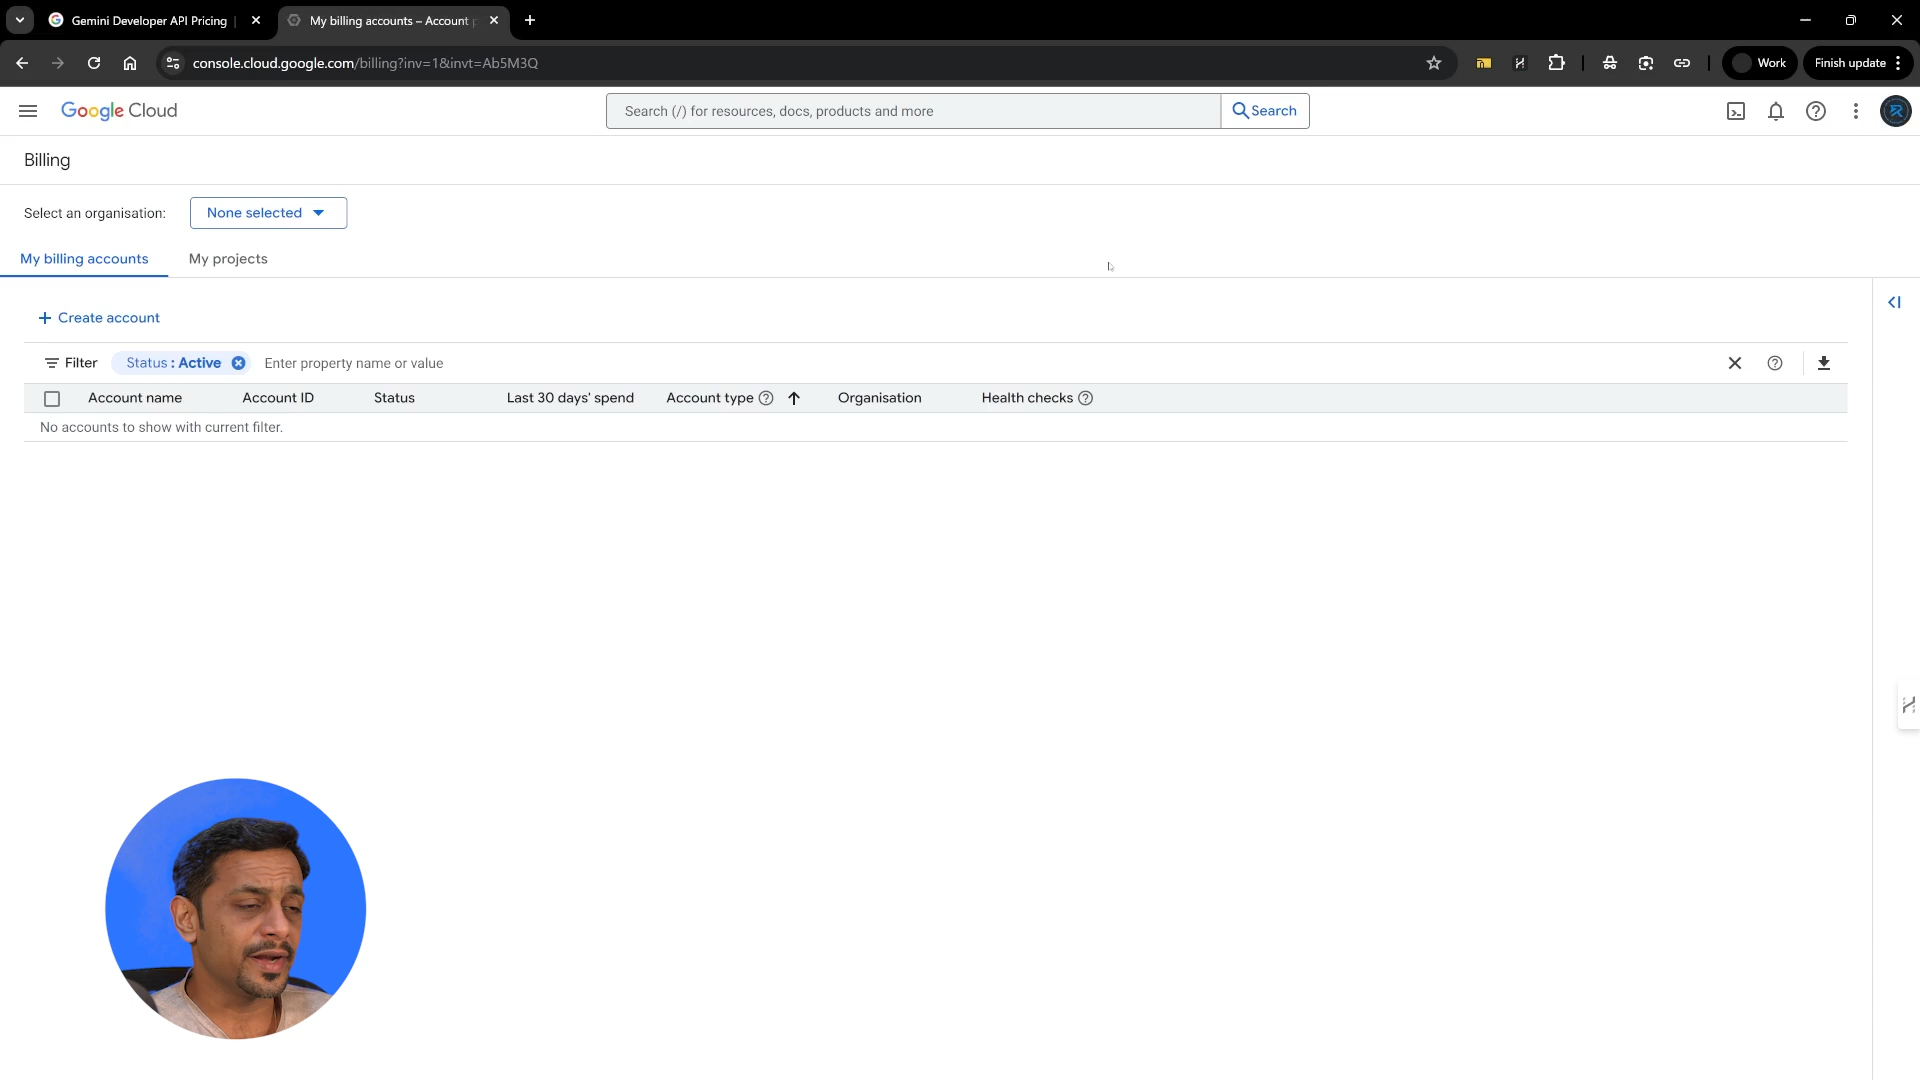 Gemini Developer API Pricing
My billing accounts – Account
console.cloud.google.com/billing?inv=1&invt=Ab5M3Q
Work
Finish update
Google Cloud
Search (/) for resources, docs, products and more
Search
Billing
Select an organisation:
None selected
My billing accounts
My projects
Create account
Filter
Status : Active
Enter property name or value
Account name
Account ID
Status
Last 30 days' spend
Account type
Organisation
Health checks
No accounts to show with current filter.